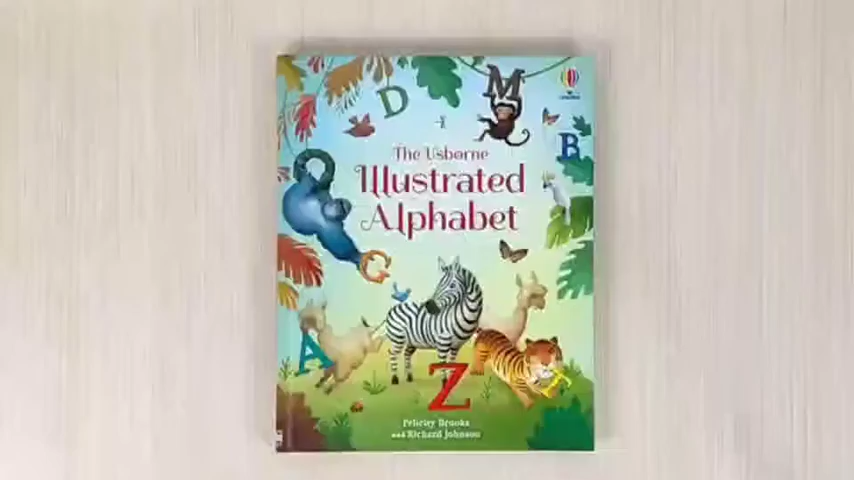 D
M
B
The Usborne
Illustrated
Alphabet
G
A
T
Z
Felicity Brooks
and Richard Johnson